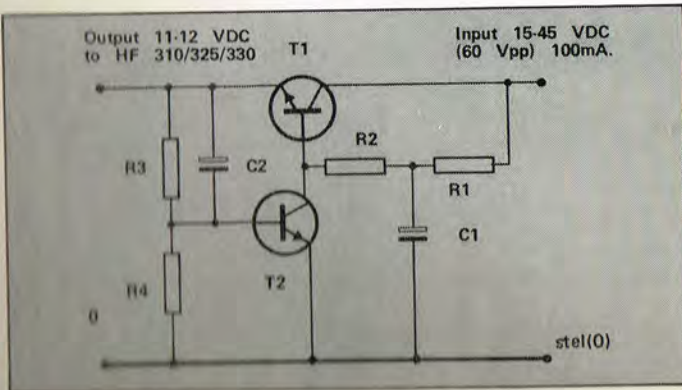 Output 11-12 VDC
to HF 310/325/330
T1
Input 15-45 VDC
(60 Vpp) 100mA.
R2
R3
C2
R1
C1
T2
R4
0
stel(0)